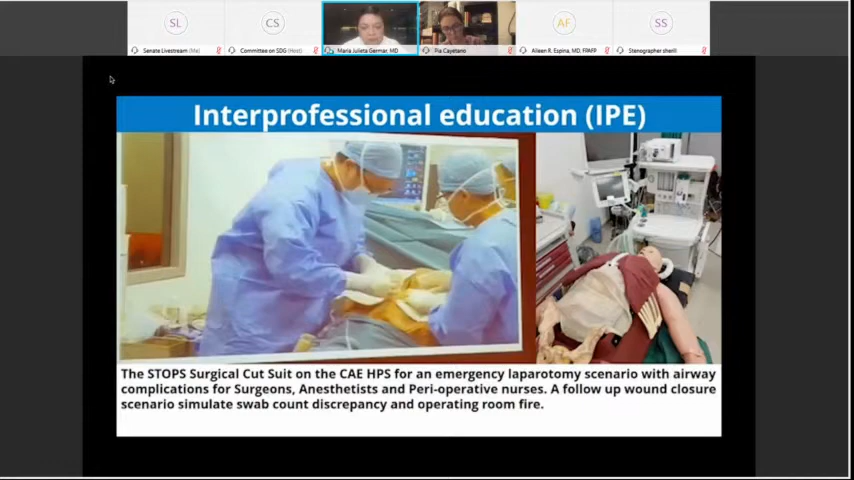 SL
CS
AF
SS
Senate Livestream (Me)
Committee on SDG (Host)
Maria Julieta Germar, MD
Pia Cayetano
Aileen R. Espina, MD, FPAFP
Stenographer sherill
Interprofessional education (IPE)
The STOPS Surgical Cut Suit on the CAE HPS for an emergency laparotomy scenario with airway
complications for Surgeons, Anesthetists and Peri-operative nurses. A follow up wound closure
scenario simulate swab count discrepancy and operating room fire.